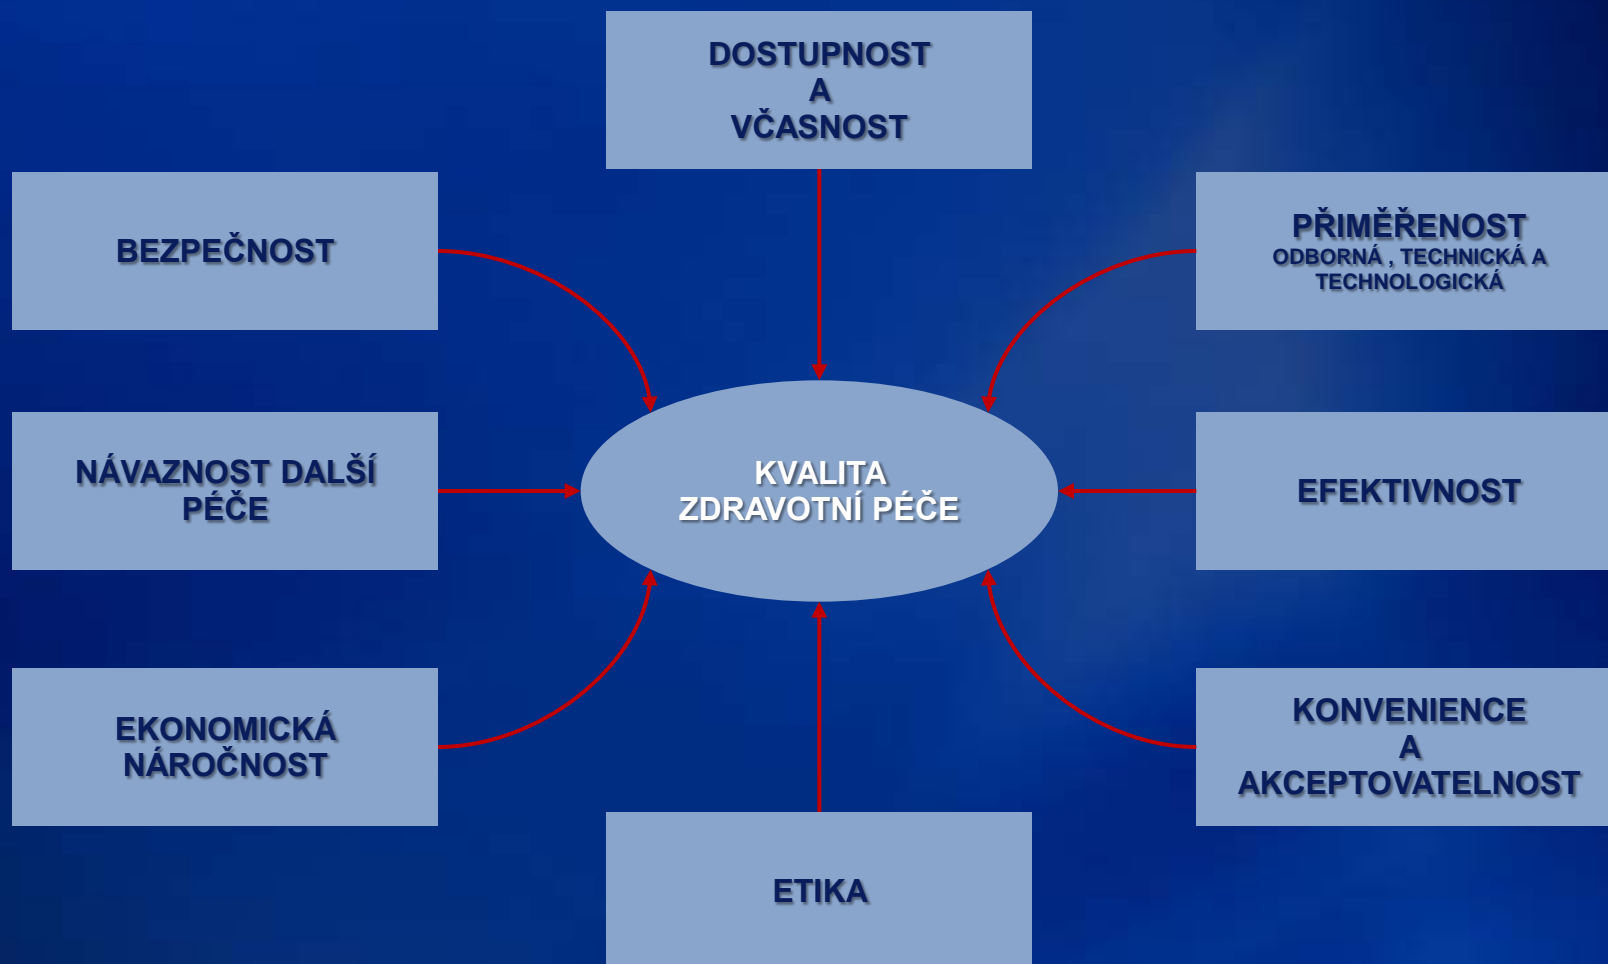 DOSTUPNOST
A
VČASNOST
BEZPEČNOST
PŘIMĚŘENOST
ODBORNÁ , TECHNICKÁ A
TECHNOLOGICKÁ
NÁVAZNOST DALŠÍ
PÉČE
KVALITA
ZDRAVOTNÍ PÉČE
EFEKTIVNOST
EKONOMICKÁ
NÁROČNOST
KONVENIENCE
A
AKCEPTOVATELNOST
ETIKA